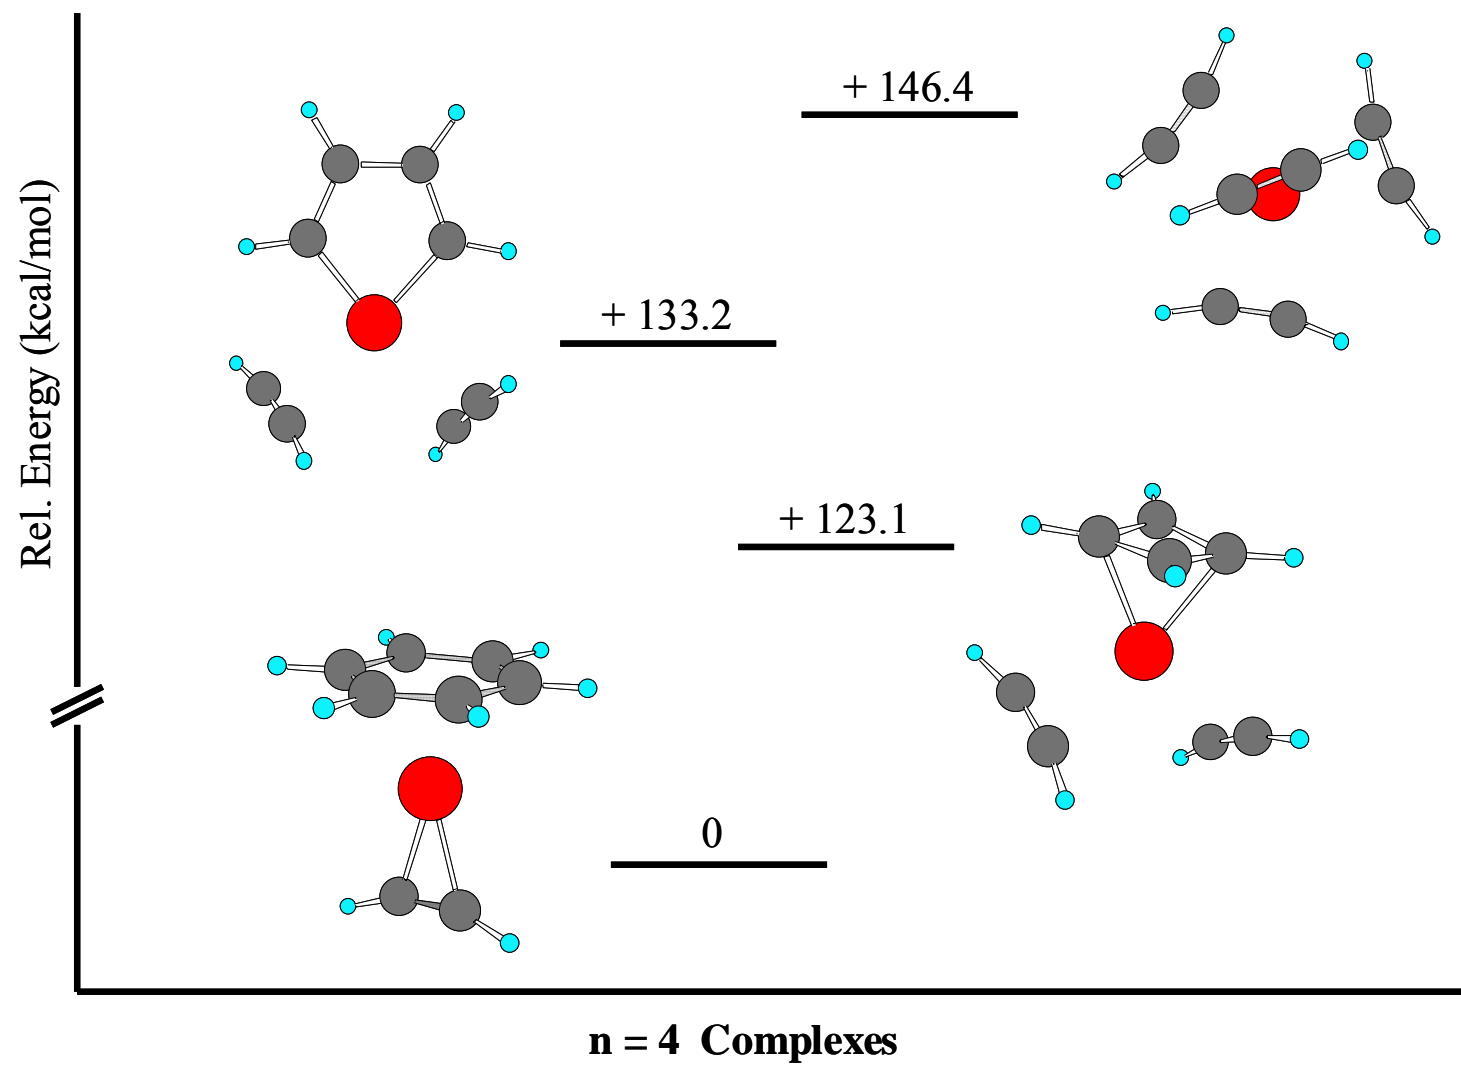 Rel. Energy (kcal/mol)
+ 146.4
+ 133.2
+ 123.1
0
n = 4 Complexes